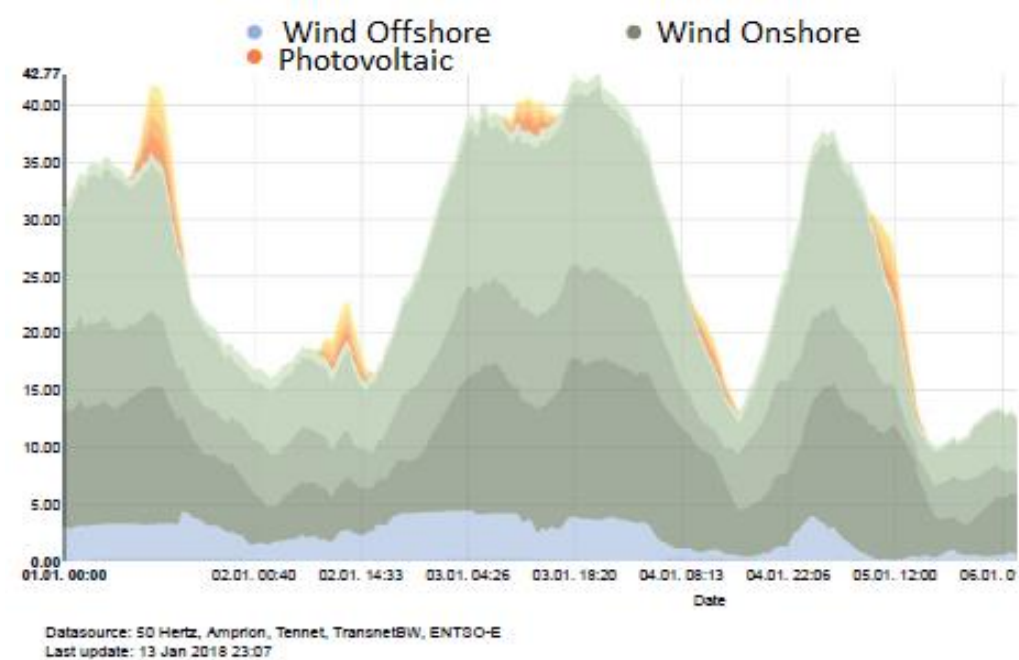 Wind Offshore Wind Onshore
Photovoltaic
42.77
40.00
35.00
30.00
25.00
20.00
15.00
10.00
5.00
0.00
01.01. 00:00 02.01. 00:40 02.01. 14:33 03.01. 04:26 03.01. 18:20 04.01. 08:13 04.01. 22:06 05.01. 12:00 06.01. 0
Date
Datasource: 50 Hertz, Amprion, Tennet, TransnetBW, ENTSO-E
Last update: 13 Jan 2018 23:07